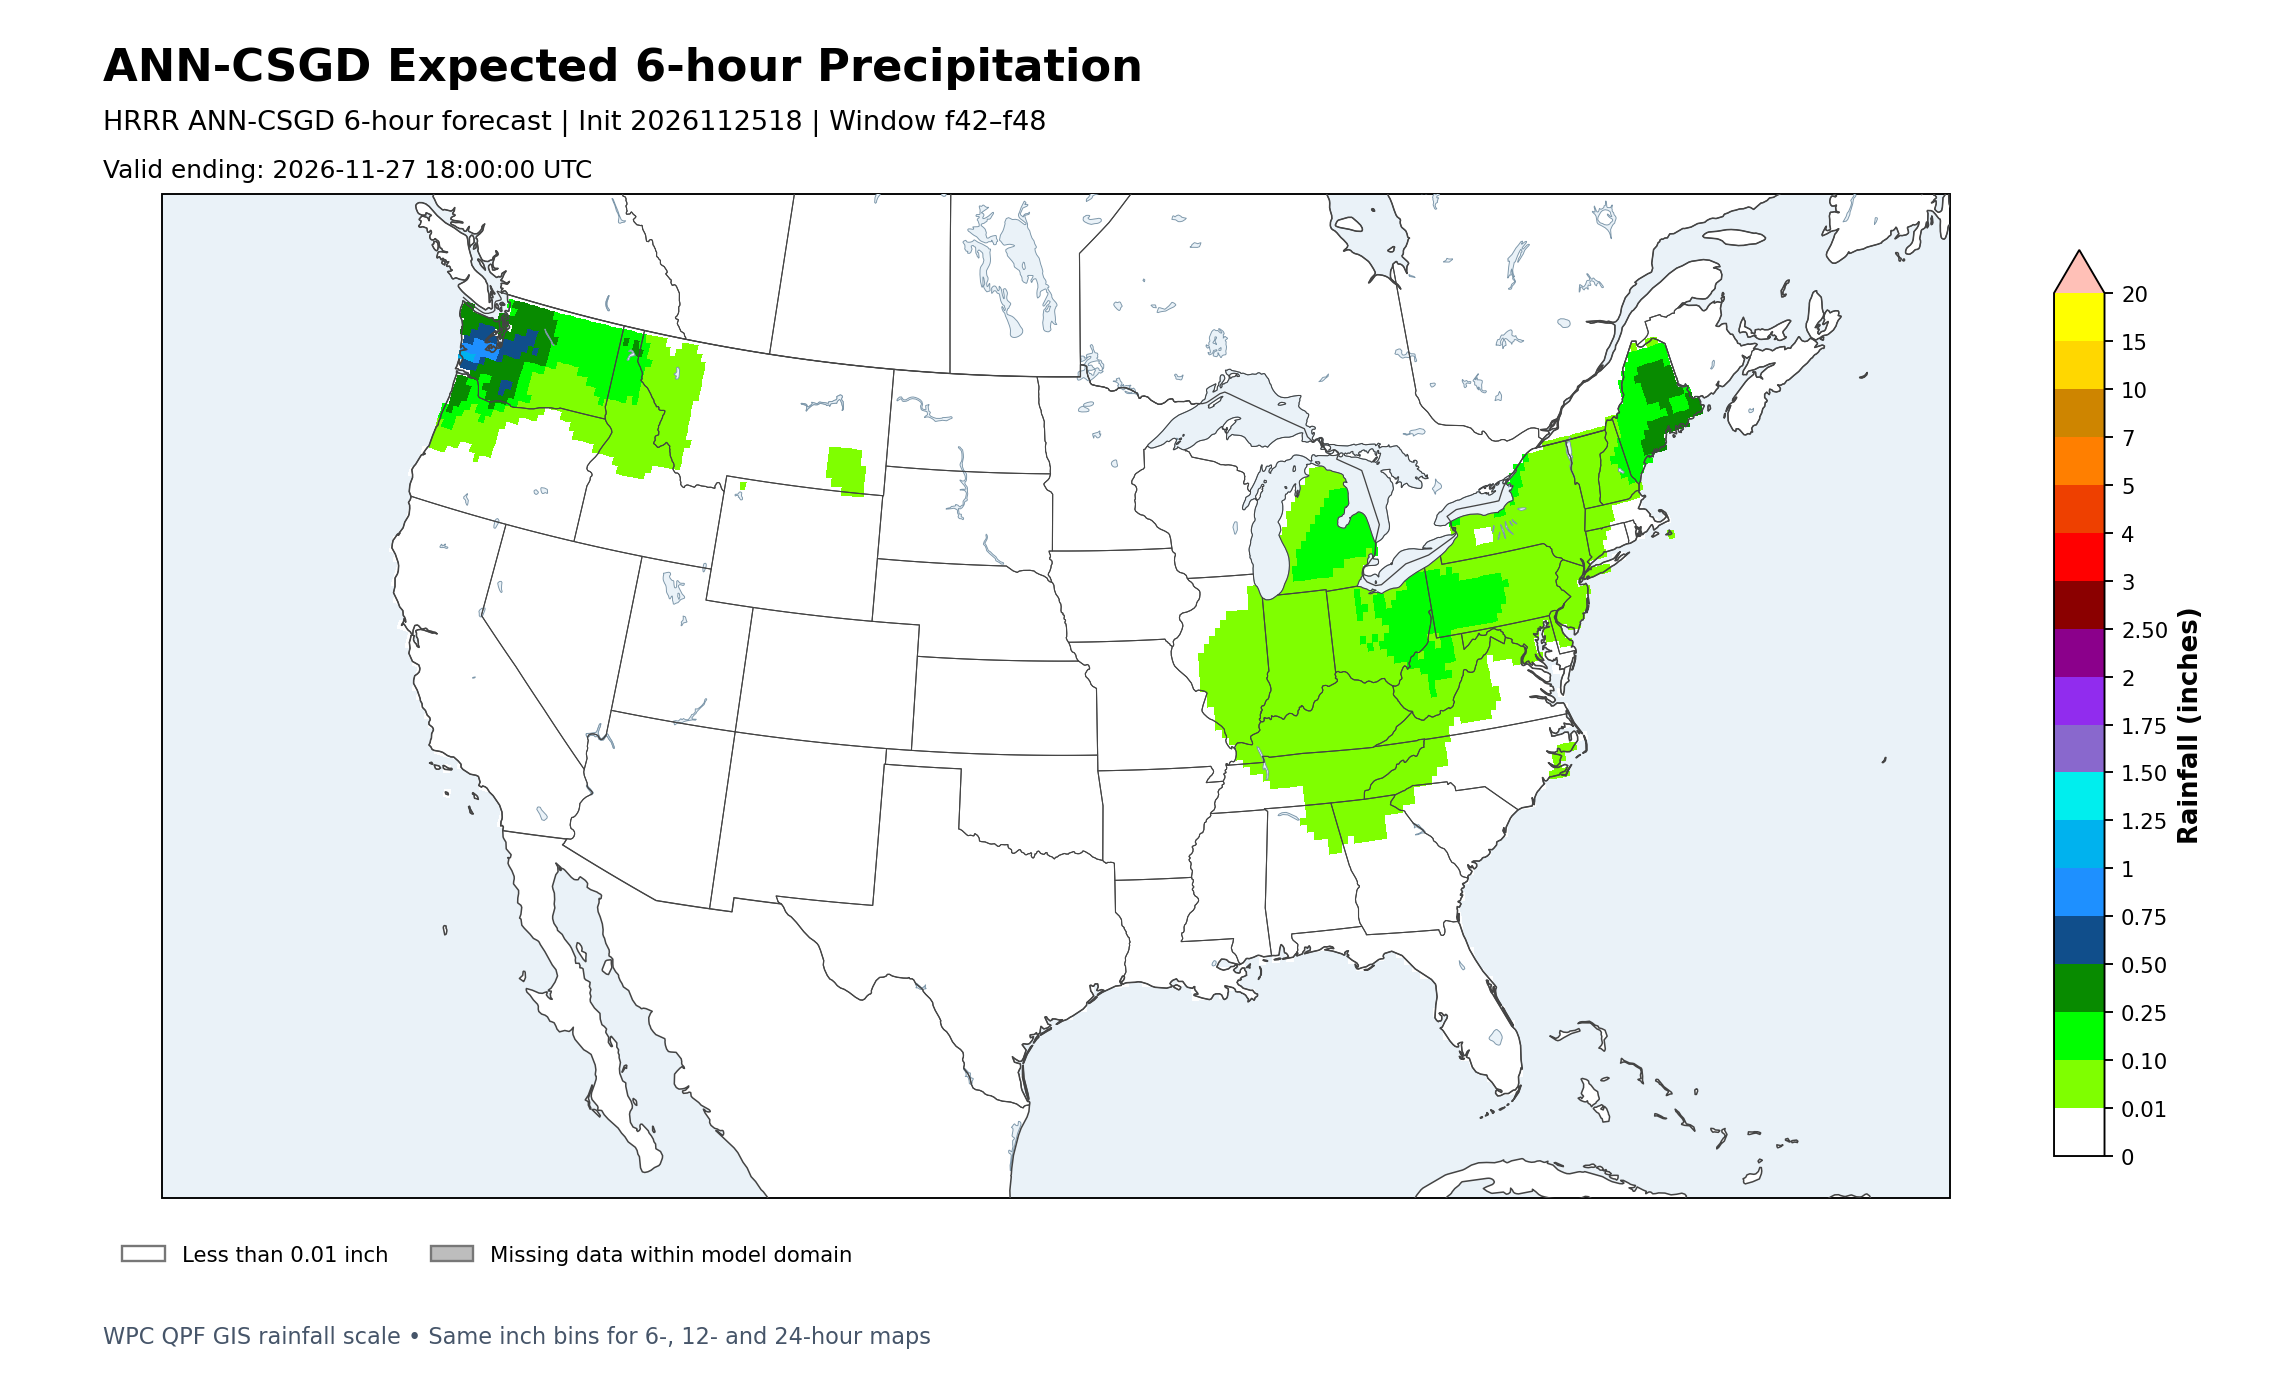 ANN-CSGD Expected 6-hour Precipitation
HRRR ANN-CSGD 6-hour forecast | Init 2026112518 | Window f42–f48
Valid ending: 2026-11-27 18:00:00 UTC
20
15
10
7
5
4
3
2.50
2
1.75
1.50
1.25
1
0.75
0.50
0.25
0.10
0.01
0
Rainfall (inches)
Less than 0.01 inch
Missing data within model domain
WPC QPF GIS rainfall scale • Same inch bins for 6-, 12- and 24-hour maps